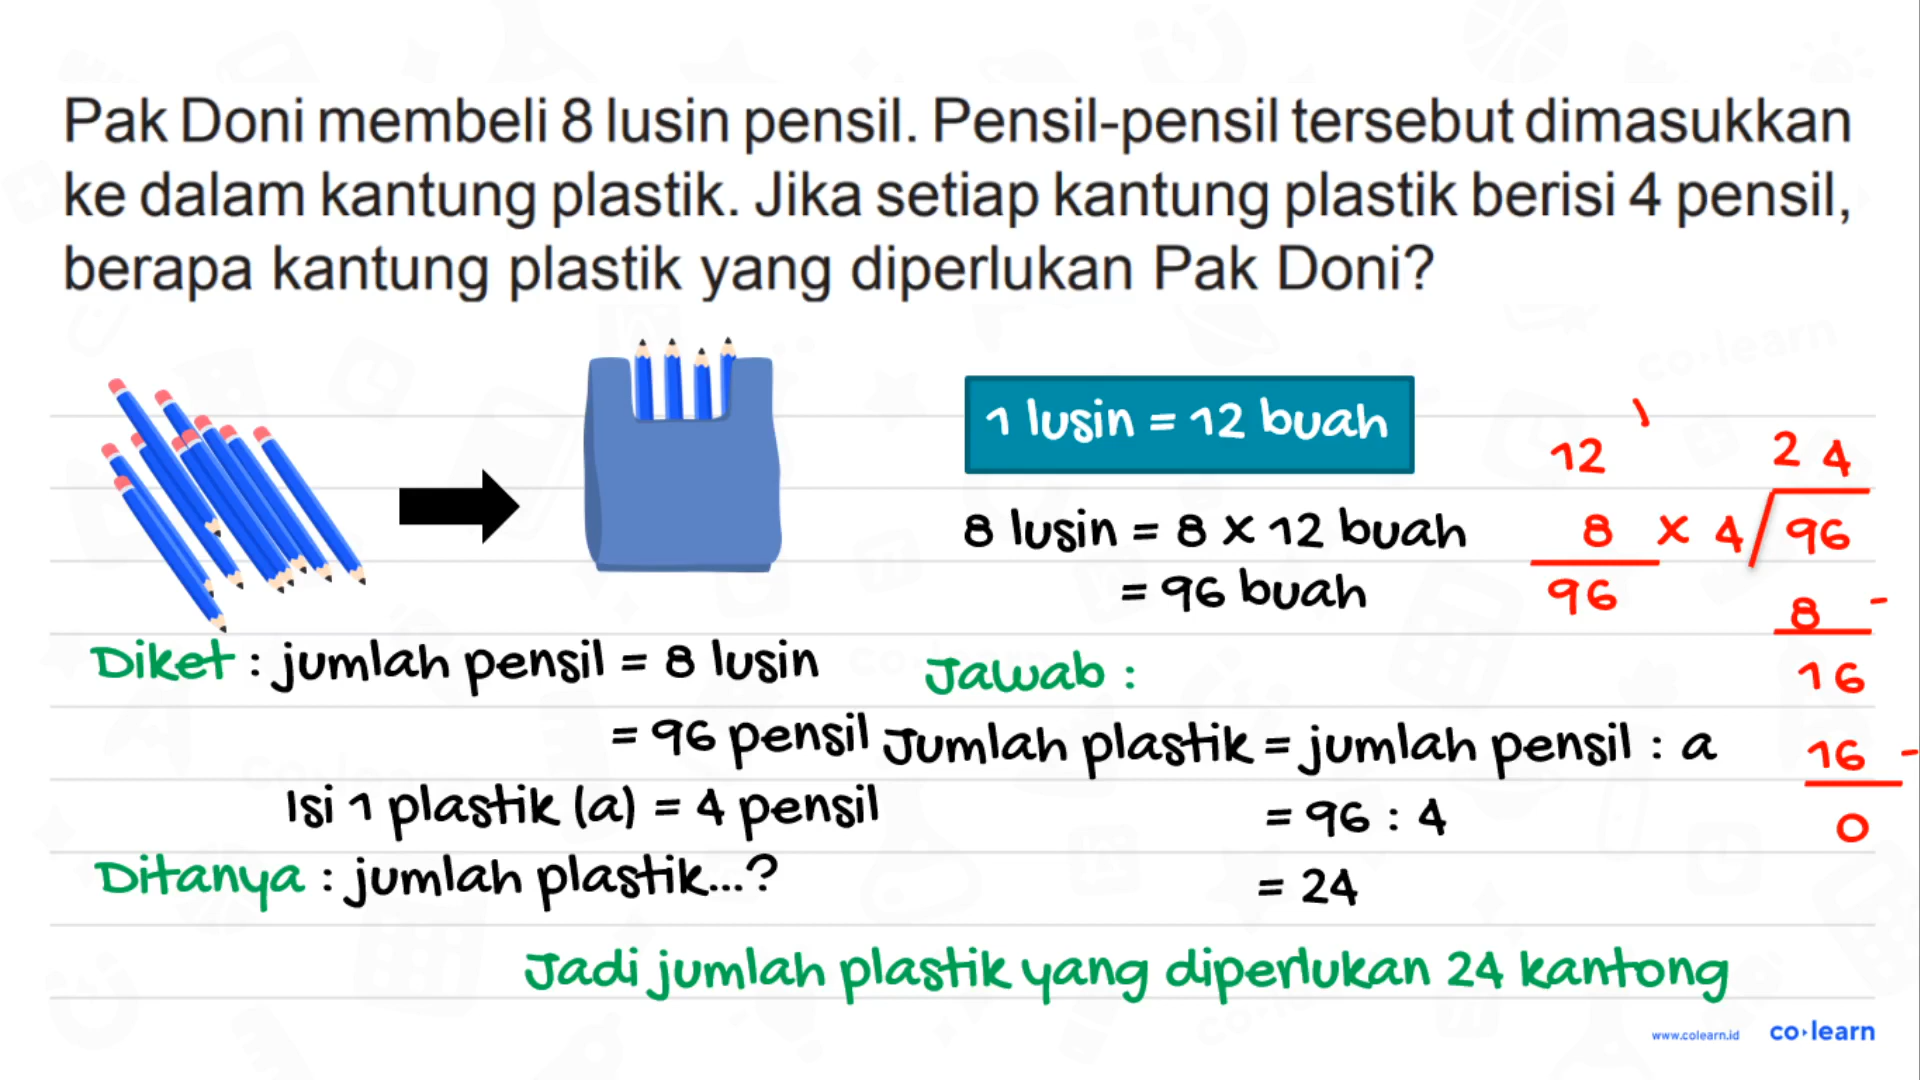 Pak Doni membeli 8 lusin pensil. Pensil-pensil tersebut dimasukkan
ke dalam kantung plastik. Jika setiap kantung plastik berisi 4 pensil,
berapa kantung plastik yang diperlukan Pak Doni?
1 lusin = 12 buah
8 lusin = 8 x 12 buah
= 96 buah
1
12
8 x
96
24
4/96
8 -
16
16 -
0
Diket : jumlah pensil = 8 lusin
= 96 pensil
Isi 1 plastik (a) = 4 pensil
Ditanya : jumlah plastik...?
Jawab :
Jumlah plastik = jumlah pensil : a
= 96 : 4
= 24
Jadi jumlah plastik yang diperlukan 24 kantong
www.colearn.id co·learn
co·learn